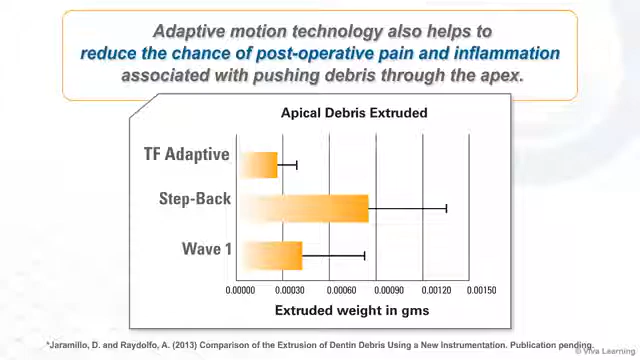 Adaptive motion technology also helps to
reduce the chance of post-operative pain and inflammation
associated with pushing debris through the apex.
Apical Debris Extruded
TF Adaptive
Step-Back
Wave 1
0.00000 0.00030 0.00060 0.00090 0.00120 0.00150
Extruded weight in gms
*Jaramillo, D. and Raydolfo, A. (2013) Comparison of the Extrusion of Dentin Debris Using a New Instrumentation. Publication pending.
© Viva Learning